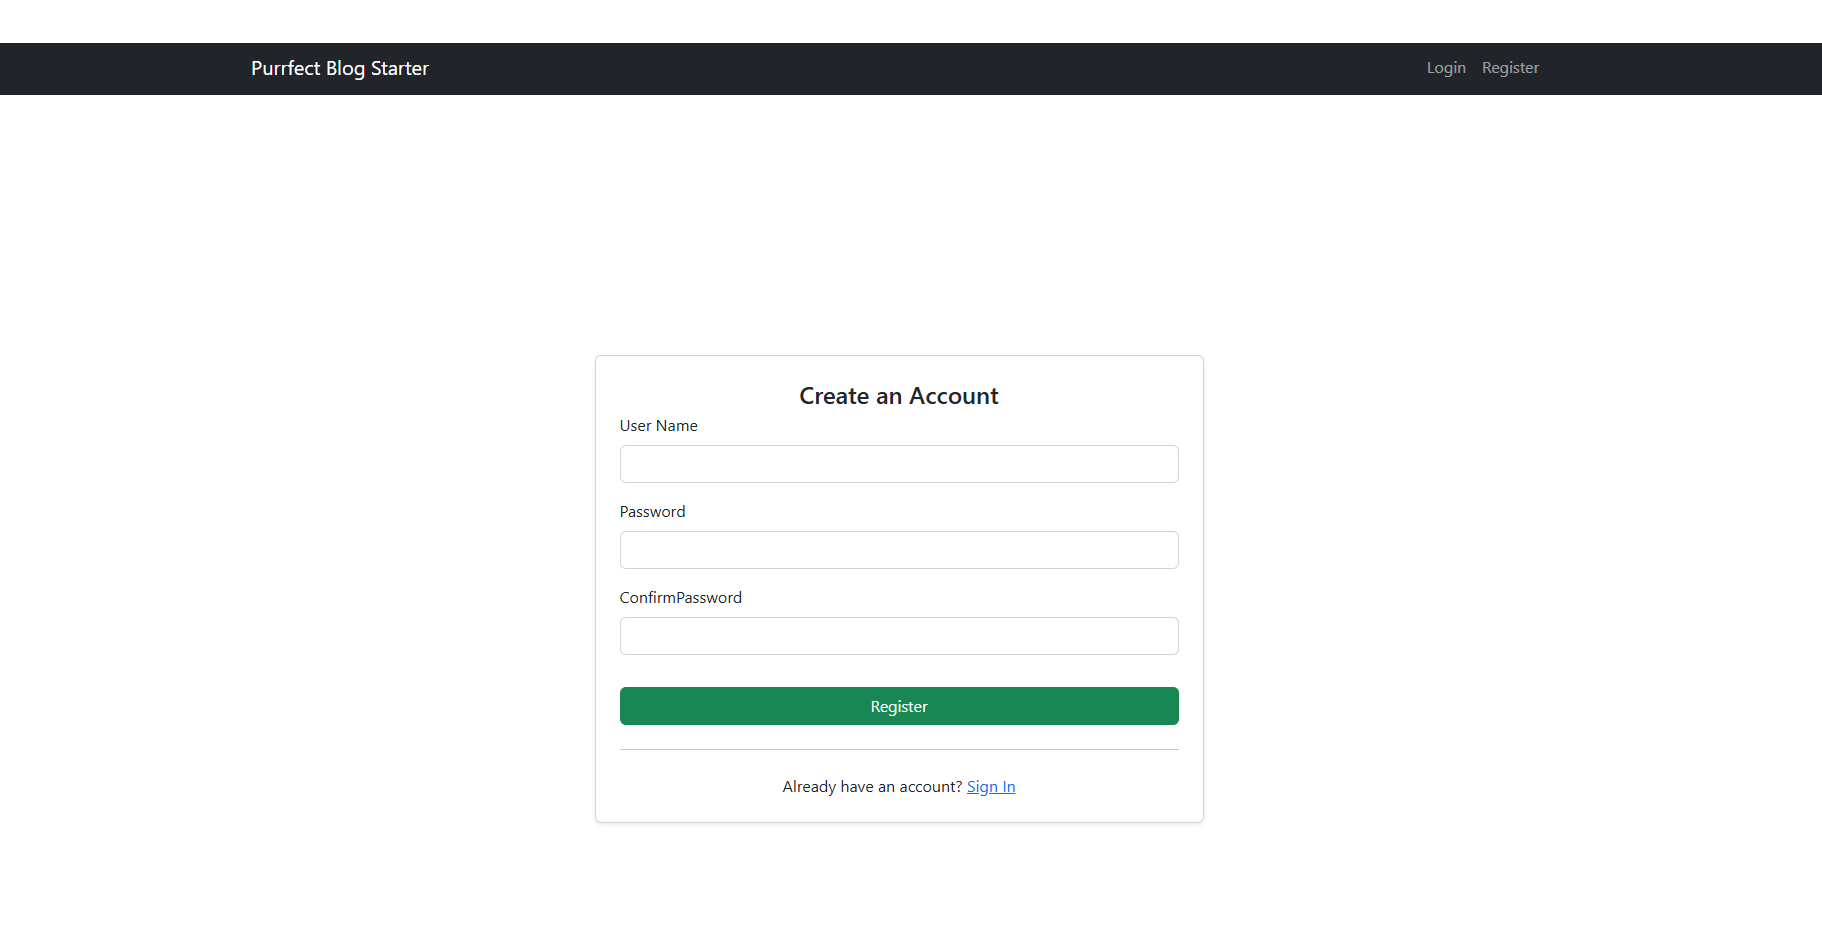 Purrfect Blog Starter Login Register
Create an Account
User Name
Password
ConfirmPassword
Register
Already have an account? Sign In